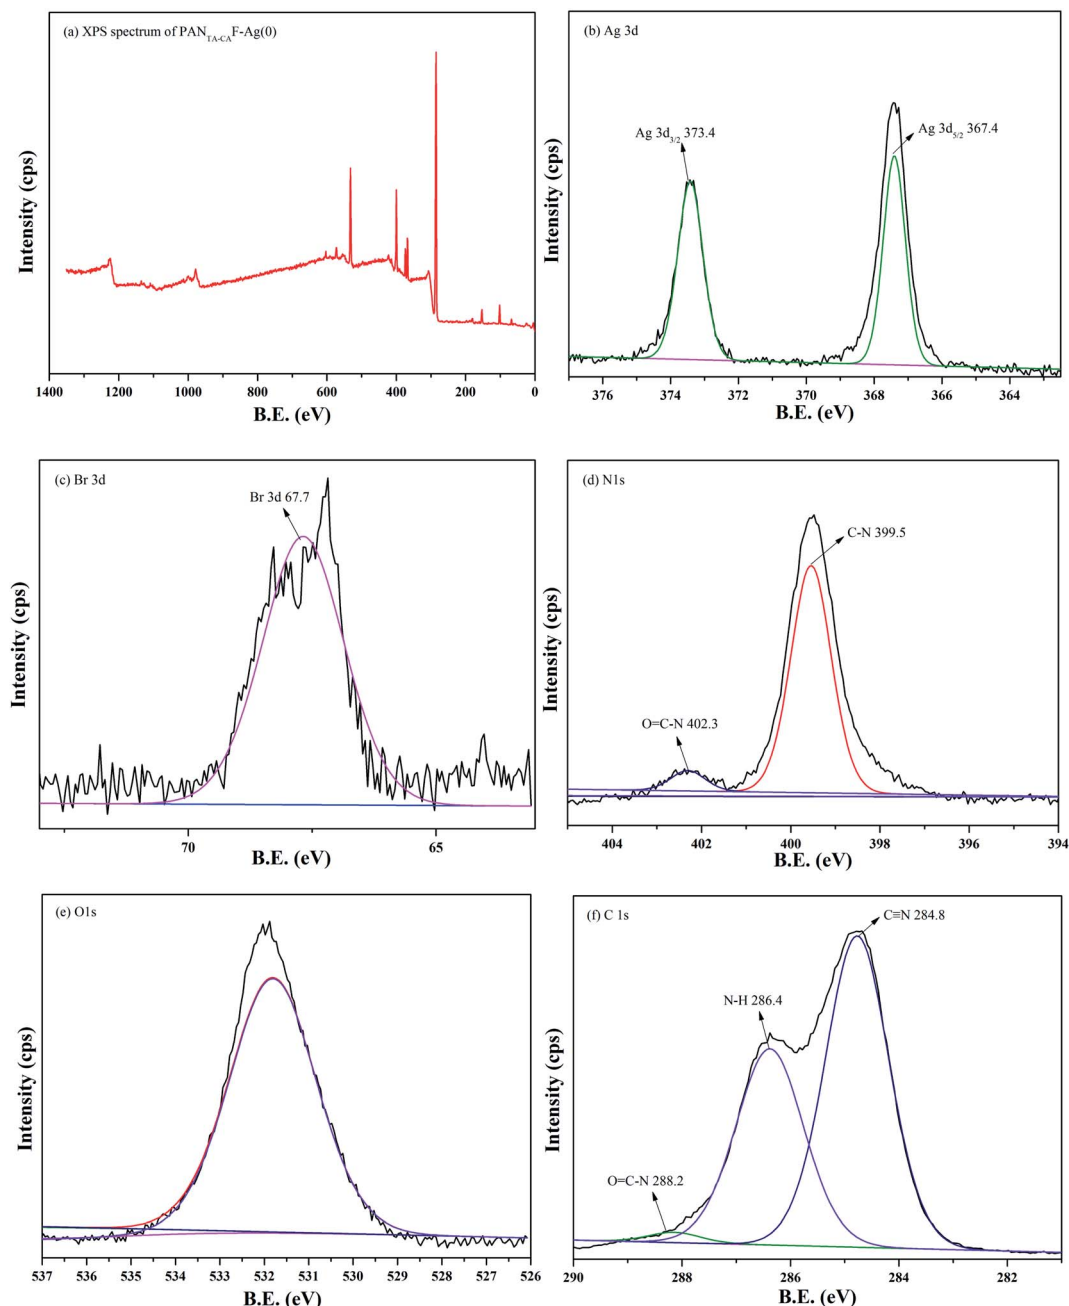 (a) XPS spectrum of PAN_TA-CA F-Ag(0)
Intensity (cps)
1400 1200 1000 800 600 400 200 0
B.E. (eV)
(b) Ag 3d
Ag 3d3/2 373.4
Ag 3d5/2 367.4
Intensity (cps)
376 374 372 370 368 366 364
B.E. (eV)
(c) Br 3d
Br 3d 67.7
Intensity (cps)
70 65
B.E. (eV)
(d) N1s
C-N 399.5
O=C-N 402.3
Intensity (cps)
404 402 400 398 396 394
B.E. (eV)
(e) O1s
Intensity (cps)
537 536 535 534 533 532 531 530 529 528 527 526
B.E. (eV)
(f) C 1s
C≡N 284.8
N-H 286.4
O=C-N 288.2
Intensity (cps)
290 288 286 284 282
B.E. (eV)